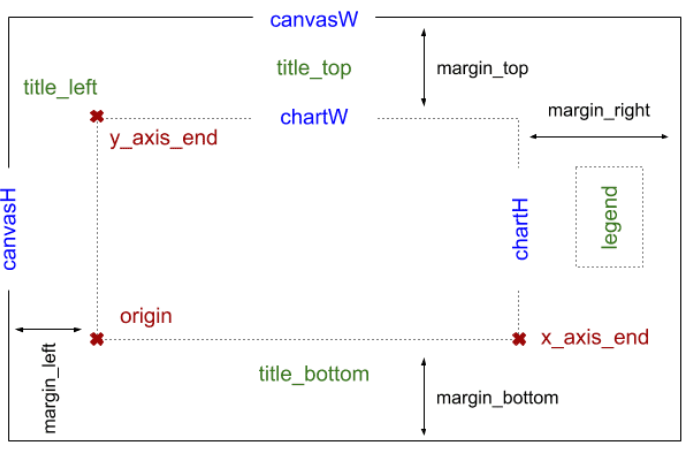 canvasW
title_top
margin_top
title_left
margin_right
chartW
y_axis_end
canvasH
chartH
legend
origin
x_axis_end
margin_left
title_bottom
margin_bottom